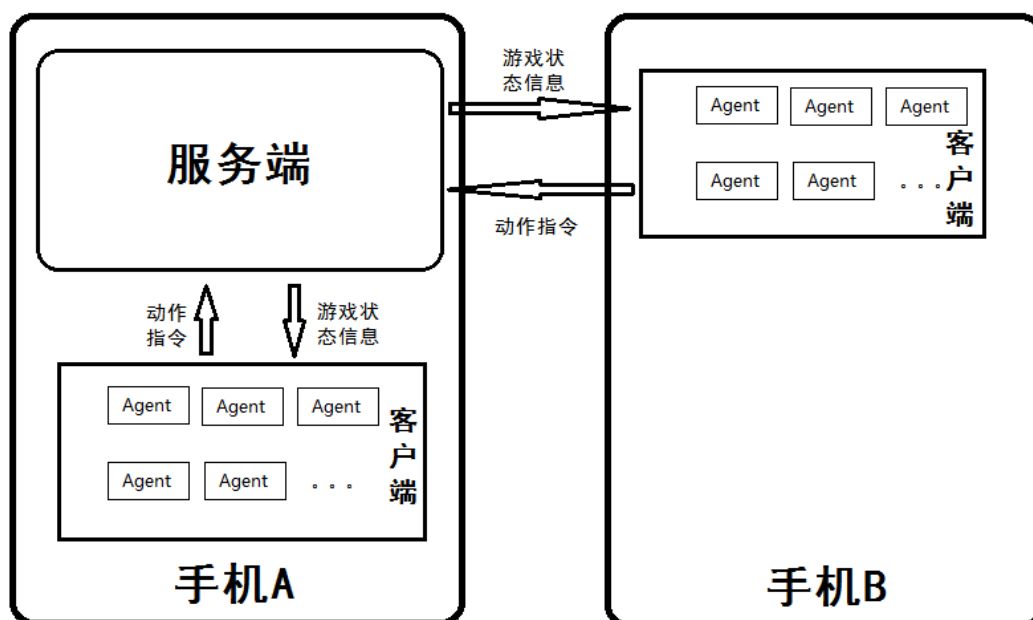 服务端
游戏状
态信息
动作指令
动作
指令
游戏状
态信息
Agent Agent Agent
Agent Agent 。。。
客
户
端
手机A
Agent Agent Agent
Agent Agent 。。。
客
户
端
手机B